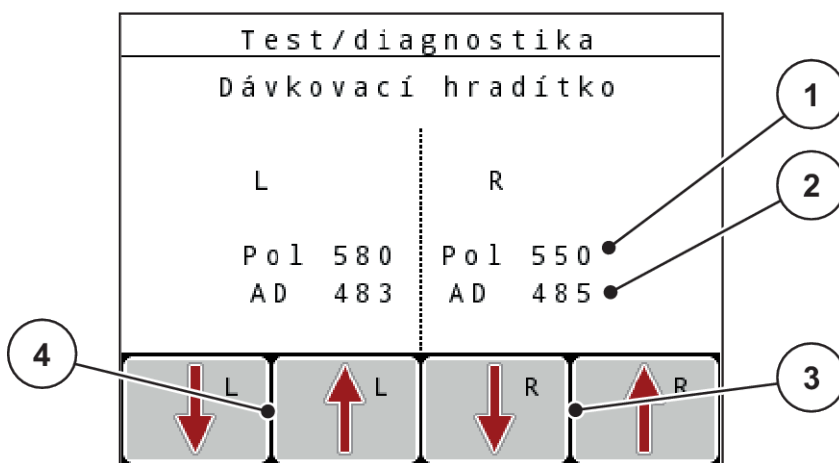 Test/diagnostika
Dávkovací hradítko
1
2
L R
Pol 580 Pol 550
AD 483 AD 485
4
3
L L R R